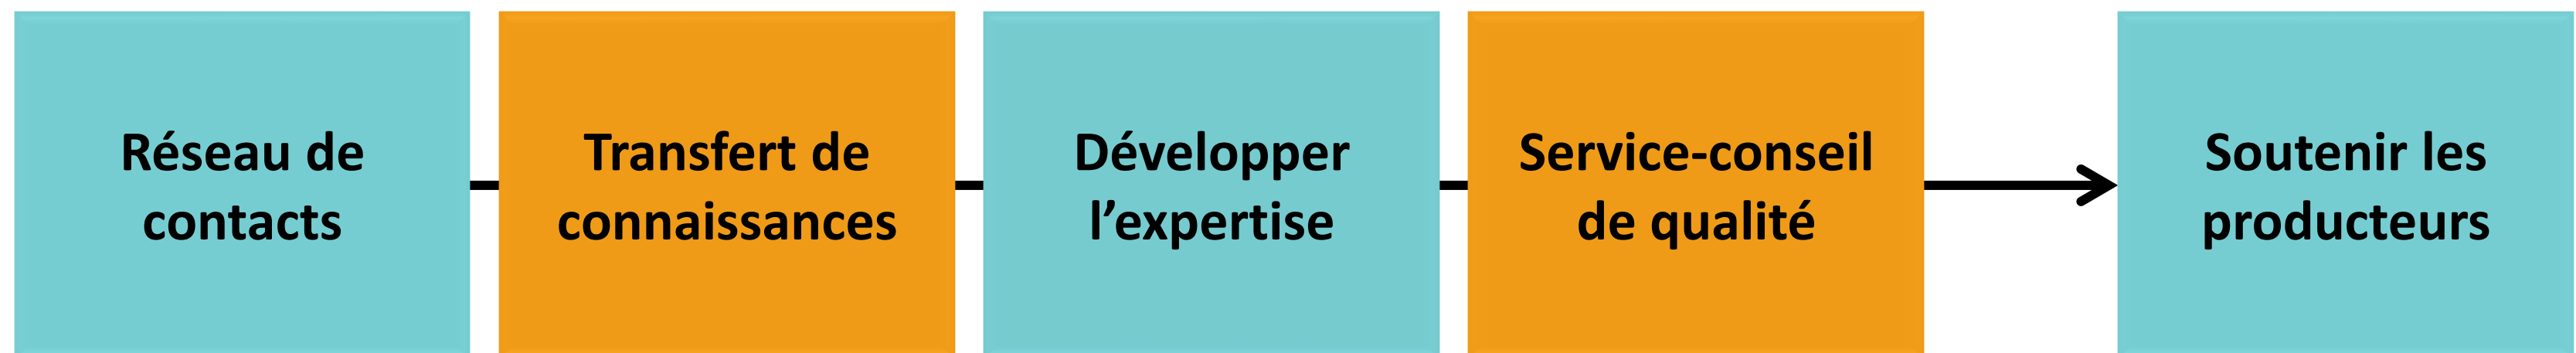 Réseau de
contacts
Transfert de
connaissances
Développer
l’expertise
Service-conseil
de qualité
Soutenir les
producteurs